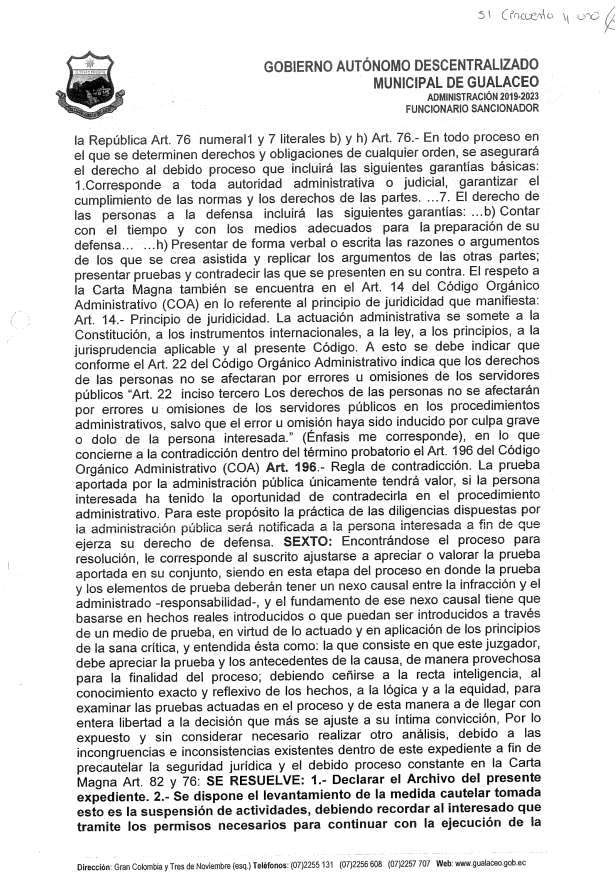 51 Cincuenta y uno
GOBIERNO AUTÓNOMO DESCENTRALIZADO
MUNICIPAL DE GUALACEO
ADMINISTRACIÓN 2019-2023
FUNCIONARIO SANCIONADOR
la República Art. 76 numeral1 y 7 literales b) y h) Art. 76.- En todo proceso en
el que se determinen derechos y obligaciones de cualquier orden, se asegurará
el derecho al debido proceso que incluirá las siguientes garantías básicas:
1.Corresponde a toda autoridad administrativa o judicial, garantizar el
cumplimiento de las normas y los derechos de las partes. …7. El derecho de
las personas a la defensa incluirá las siguientes garantías: …b) Contar
con el tiempo y con los medios adecuados para la preparación de su
defensa… …h) Presentar de forma verbal o escrita las razones o argumentos
de los que se crea asistida y replicar los argumentos de las otras partes;
presentar pruebas y contradecir las que se presenten en su contra. El respeto a
la Carta Magna también se encuentra en el Art. 14 del Código Orgánico
Administrativo (COA) en lo referente al principio de juridicidad que manifiesta:
Art. 14.- Principio de juridicidad. La actuación administrativa se somete a la
Constitución, a los instrumentos internacionales, a la ley, a los principios, a la
jurisprudencia aplicable y al presente Código. A esto se debe indicar que
conforme el Art. 22 del Código Orgánico Administrativo indica que los derechos
de las personas no se afectaran por errores u omisiones de los servidores
públicos “Art. 22 inciso tercero Los derechos de las personas no se afectarán
por errores u omisiones de los servidores públicos en los procedimientos
administrativos, salvo que el error u omisión haya sido inducido por culpa grave
o dolo de la persona interesada.” (Énfasis me corresponde), en lo que
concierne a la contradicción dentro del término probatorio el Art. 196 del Código
Orgánico Administrativo (COA) Art. 196.- Regla de contradicción. La prueba
aportada por la administración pública únicamente tendrá valor, si la persona
interesada ha tenido la oportunidad de contradecirla en el procedimiento
administrativo. Para este propósito la práctica de las diligencias dispuestas por
la administración pública será notificada a la persona interesada a fin de que
ejerza su derecho de defensa. SEXTO: Encontrándose el proceso para
resolución, le corresponde al suscrito ajustarse a apreciar o valorar la prueba
aportada en su conjunto, siendo en esta etapa del proceso en donde la prueba
y los elementos de prueba deberán tener un nexo causal entre la infracción y el
administrado -responsabilidad-, y el fundamento de ese nexo causal tiene que
basarse en hechos reales introducidos o que puedan ser introducidos a través
de un medio de prueba, en virtud de lo actuado y en aplicación de los principios
de la sana crítica, y entendida ésta como: la que consiste en que este juzgador,
debe apreciar la prueba y los antecedentes de la causa, de manera provechosa
para la finalidad del proceso; debiendo ceñirse a la recta inteligencia, al
conocimiento exacto y reflexivo de los hechos, a la lógica y a la equidad, para
examinar las pruebas actuadas en el proceso y de esta manera a de llegar con
entera libertad a la decisión que más se ajuste a su íntima convicción, Por lo
expuesto y sin considerar necesario realizar otro análisis, debido a las
incongruencias e inconsistencias existentes dentro de este expediente a fin de
precautelar la seguridad jurídica y el debido proceso constante en la Carta
Magna Art. 82 y 76: SE RESUELVE: 1.- Declarar el Archivo del presente
expediente. 2.- Se dispone el levantamiento de la medida cautelar tomada
esto es la suspensión de actividades, debiendo recordar al interesado que
tramite los permisos necesarios para continuar con la ejecución de la
Dirección: Gran Colombia y Tres de Noviembre (esq.) Teléfonos: (07)2255 131 (07)2256 608 (07)2257 707 Web: www.gualaceo.gob.ec